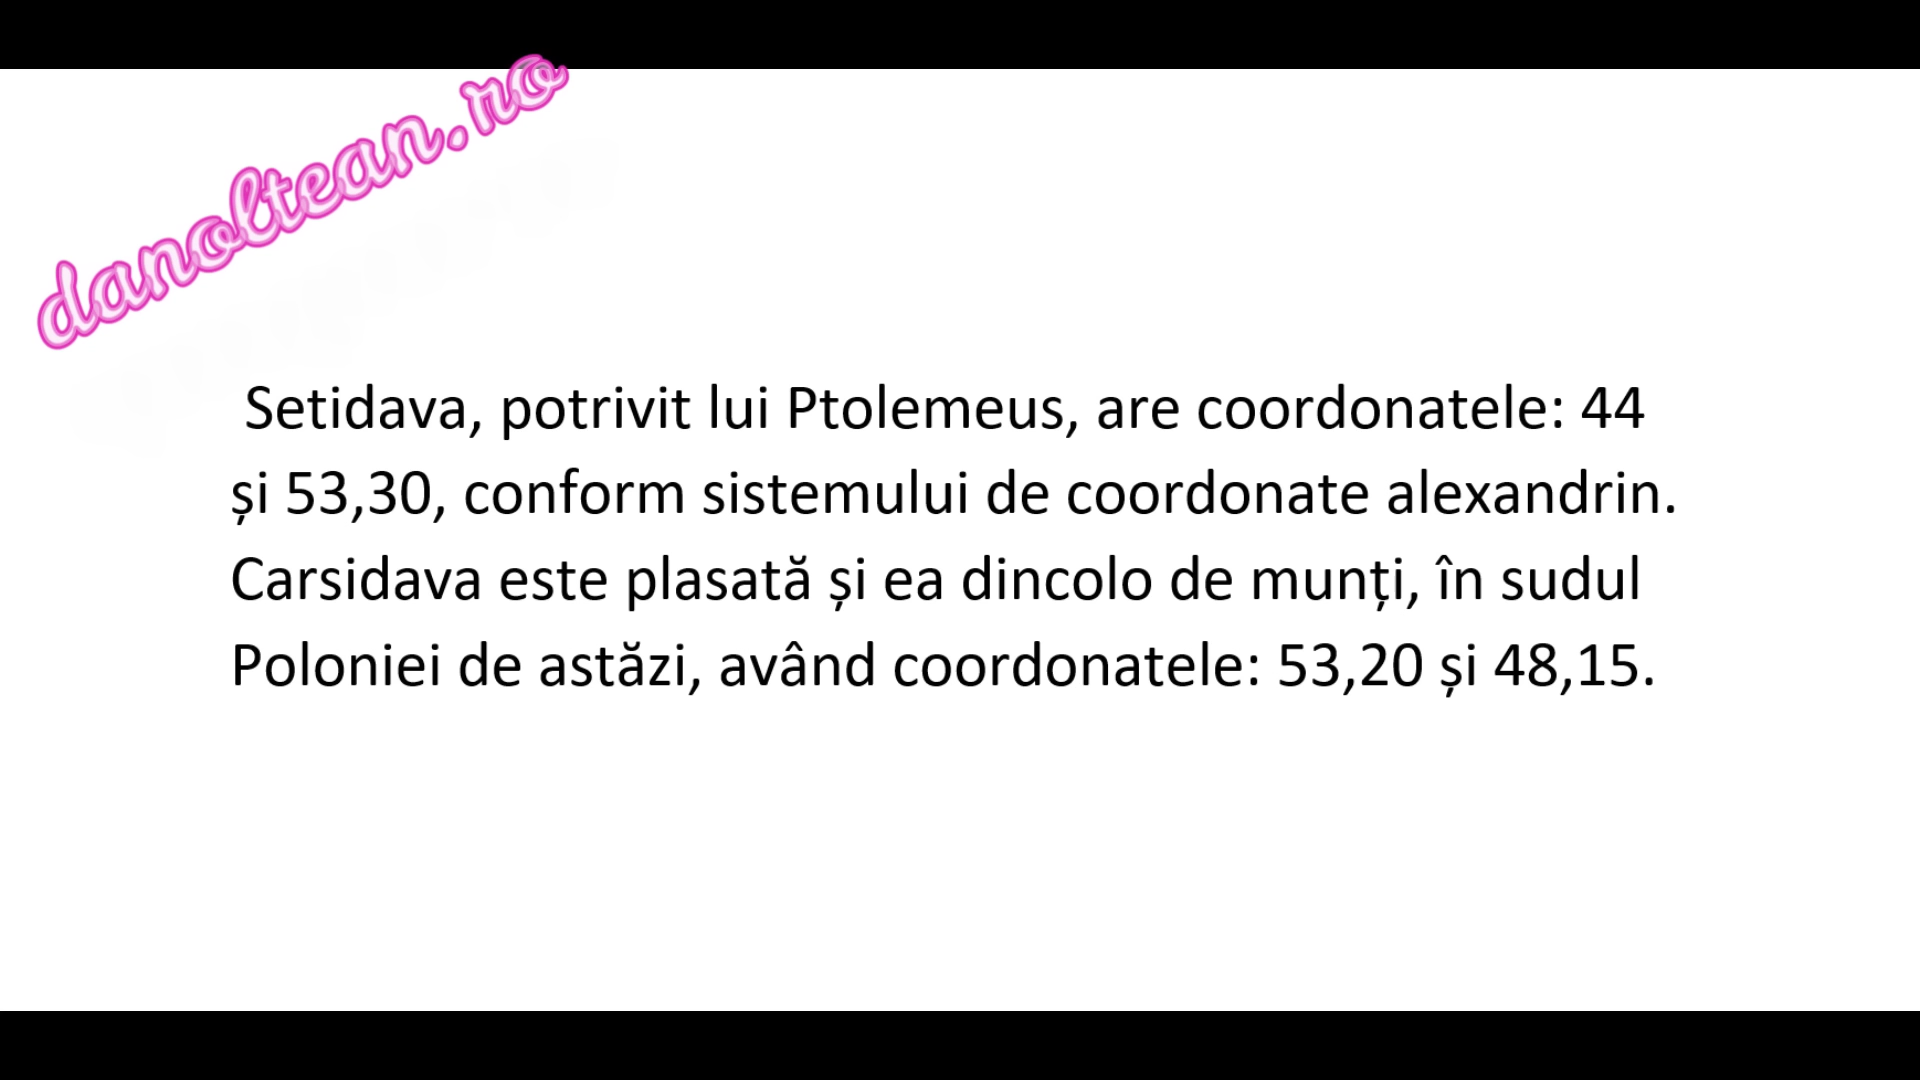 danoltean.ro
Setidava, potrivit lui Ptolemeus, are coordonatele: 44
și 53,30, conform sistemului de coordonate alexandrin.
Carsidava este plasată și ea dincolo de munți, în sudul
Poloniei de astăzi, având coordonatele: 53,20 și 48,15.